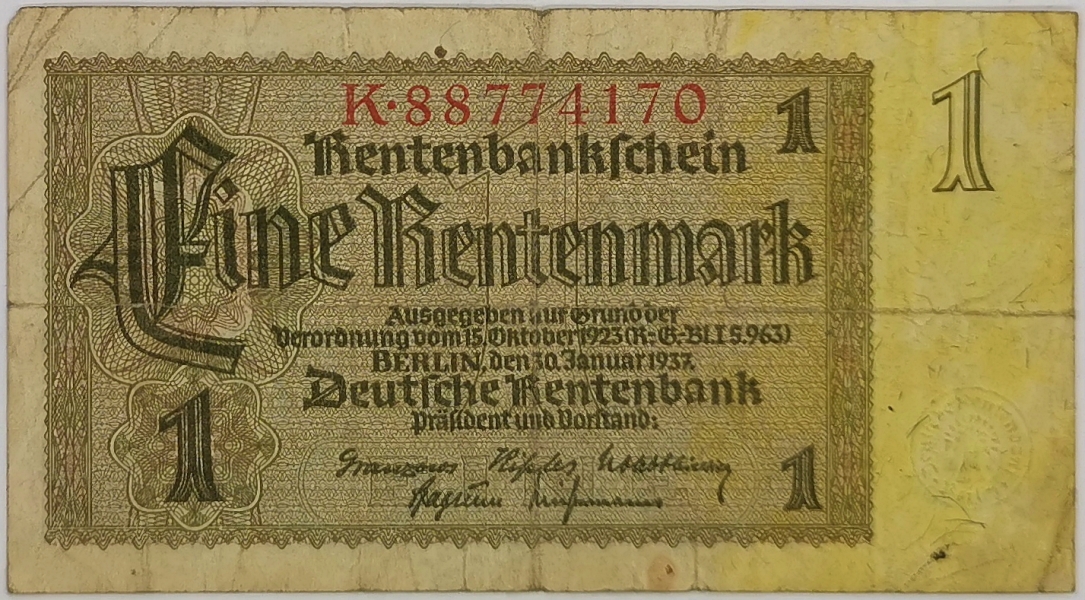 K·88774170
1
1
Rentenbankschein
Eine Rentenmark
Ausgegeben auf Grund der
Verordnung vom 15. Oktober 1923 (R.-G.-Bl. I S. 963)
BERLIN, den 30. Januar 1937.
Deutsche Rentenbank
Präsident und Vorstand:
1
1